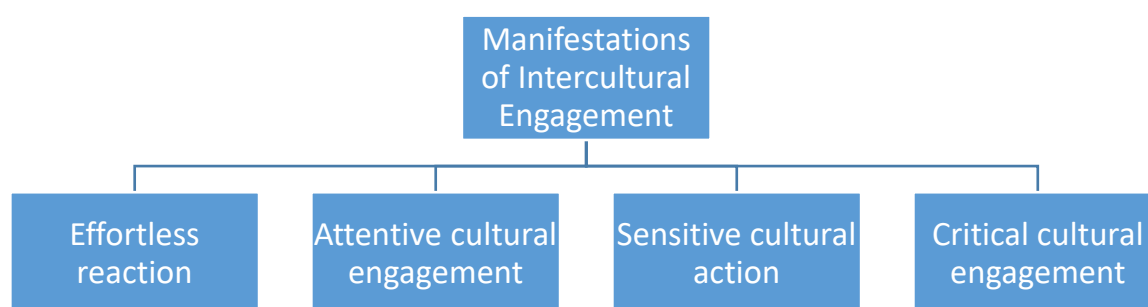 Manifestations
of Intercultural
Engagement
Effortless
reaction
Attentive cultural
engagement
Sensitive cultural
action
Critical cultural
engagement